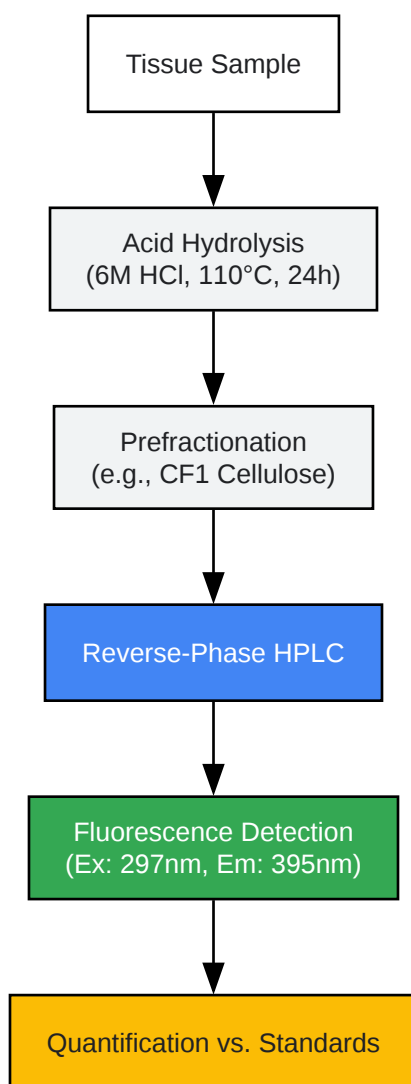 Tissue Sample
Acid Hydrolysis
(6M HCl, 110°C, 24h)
Prefractionation
(e.g., CF1 Cellulose)
Reverse-Phase HPLC
Fluorescence Detection
(Ex: 297nm, Em: 395nm)
Quantification vs. Standards